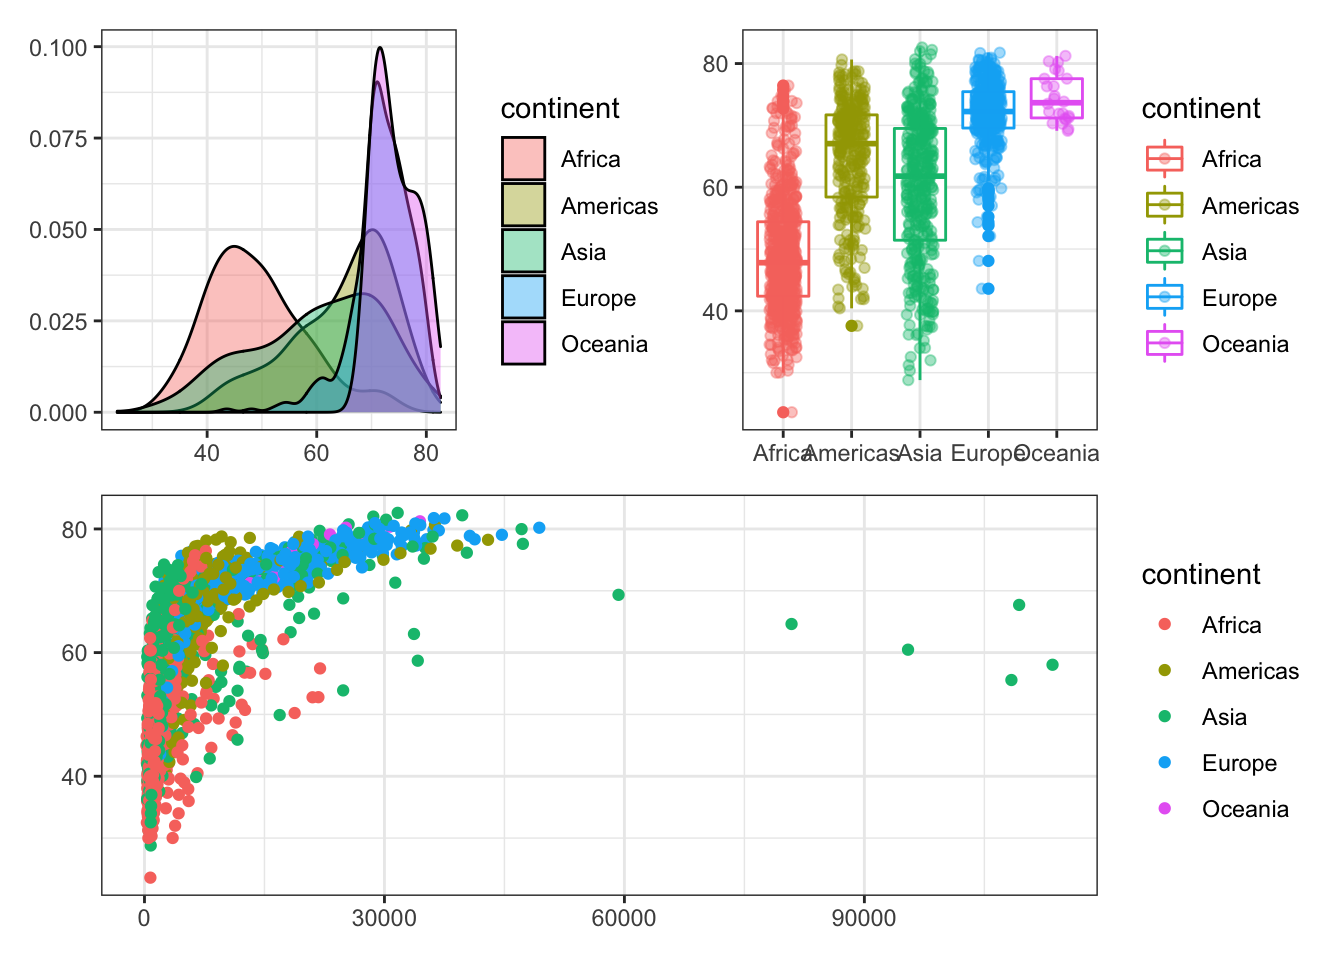 0.100
0.075
0.050
0.025
0.000
40 60 80
continent
Africa
Americas
Asia
Europe
Oceania
80
60
40
Africa Americas Asia Europe Oceania
continent
Africa
Americas
Asia
Europe
Oceania
80
60
40
0 30000 60000 90000
continent
Africa
Americas
Asia
Europe
Oceania